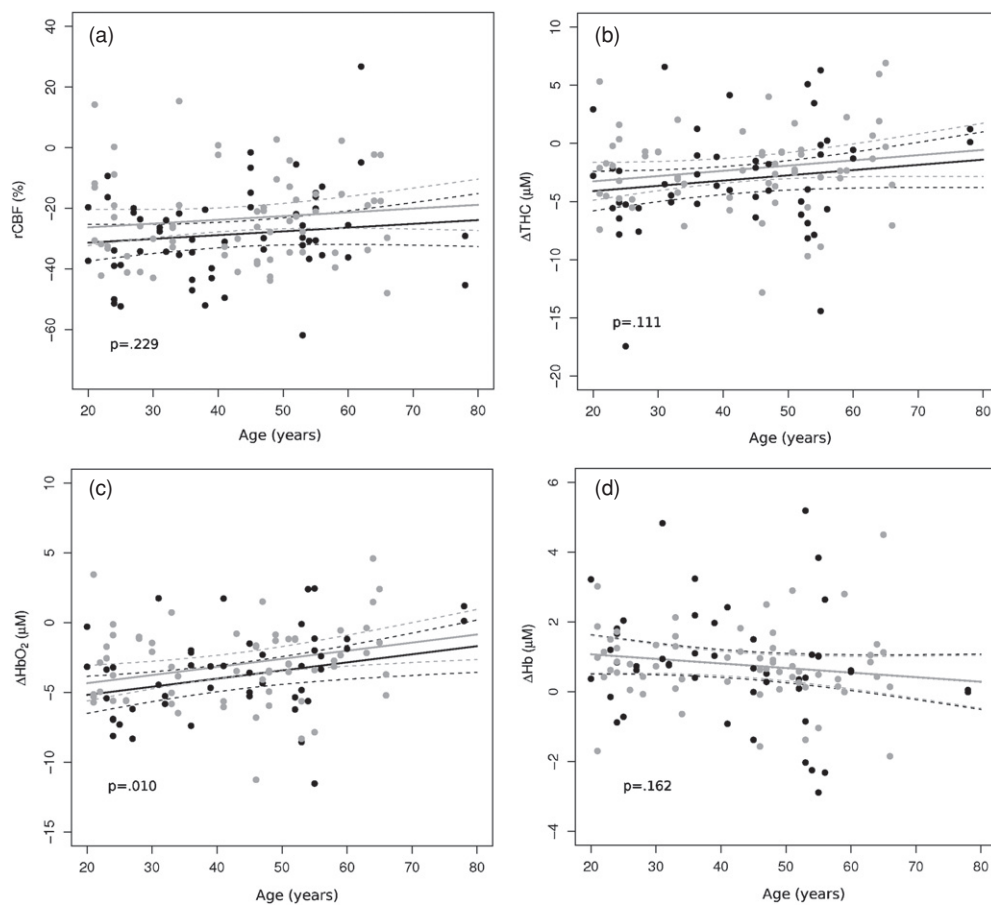 (a)
rCBF (%)
40
20
0
−20
−40
−60
p=.229
20 30 40 50 60 70 80
Age (years)
(b)
ΔTHC (μM)
10
5
0
−5
−10
−15
−20
p=.111
20 30 40 50 60 70 80
Age (years)
(c)
ΔHbO₂ (μM)
10
5
0
−5
−10
−15
p=.010
20 30 40 50 60 70 80
Age (years)
(d)
ΔHb (μM)
6
4
2
0
−2
−4
p=.162
20 30 40 50 60 70 80
Age (years)